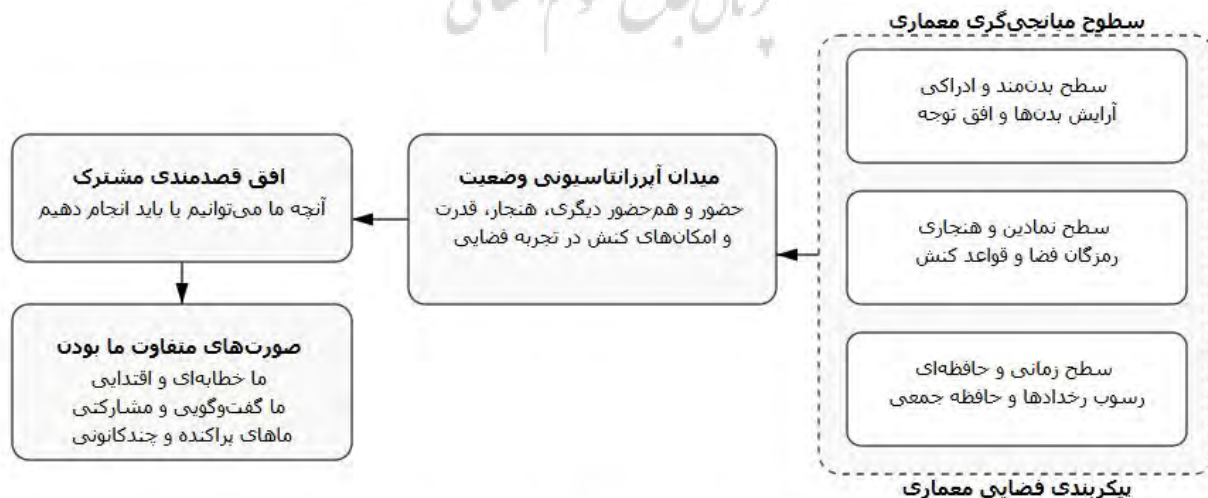 سطوح میانجی‌گری معماری
سطح بدن‌مند و ادراکی
آرایش بدن‌ها و افق توجه
سطح نمادین و هنجاری
رمزگان فضا و قواعد کنش
سطح زمانی و حافظه‌ای
رسوب رخدادها و حافظه جمعی
پیکربندی فضایی معماری
میدان آپرزانتاسیونی وضعیت
حضور و هم‌حضور دیگری، هنجار، قدرت
و امکان‌های کنش در تجربه فضایی
افق قصدمندی مشترک
آنچه ما می‌توانیم یا باید انجام دهیم
صورت‌های متفاوت ما بودن
ما خطابه‌ای و اقتدایی
ما گفت‌وگویی و مشارکتی
ماهای پراکنده و چندکانونی